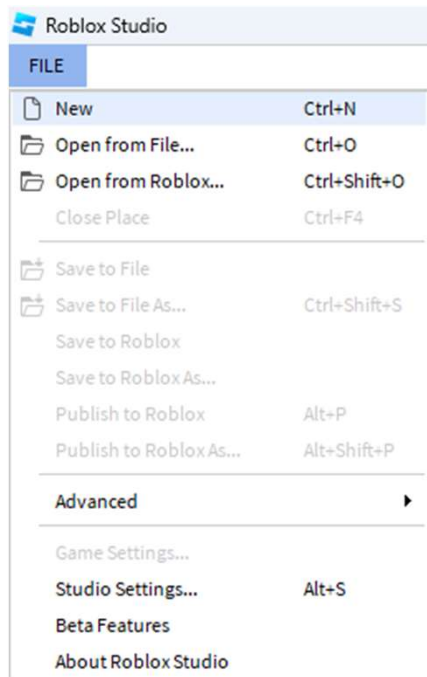 Roblox Studio
FILE
New Ctrl+N
Open from File... Ctrl+O
Open from Roblox... Ctrl+Shift+O
Close Place Ctrl+F4
Save to File
Save to File As... Ctrl+Shift+S
Save to Roblox
Save to Roblox As...
Publish to Roblox Alt+P
Publish to Roblox As... Alt+Shift+P
Advanced
Game Settings...
Studio Settings... Alt+S
Beta Features
About Roblox Studio